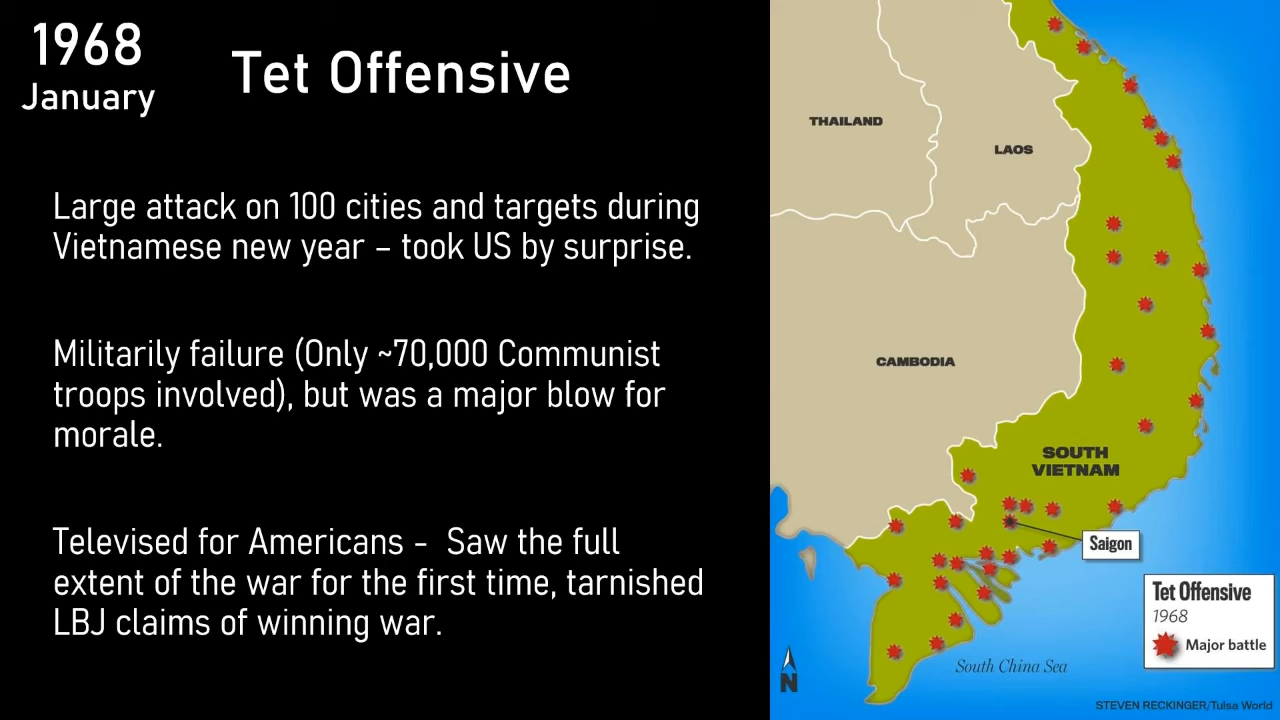 1968
January
Tet Offensive
Large attack on 100 cities and targets during
Vietnamese new year – took US by surprise.
Militarily failure (Only ~70,000 Communist
troops involved), but was a major blow for
morale.
Televised for Americans - Saw the full
extent of the war for the first time, tarnished
LBJ claims of winning war.
THAILAND
LAOS
CAMBODIA
SOUTH
VIETNAM
Saigon
Tet Offensive
1968
Major battle
South China Sea
N
STEVEN RECKINGER/Tulsa World